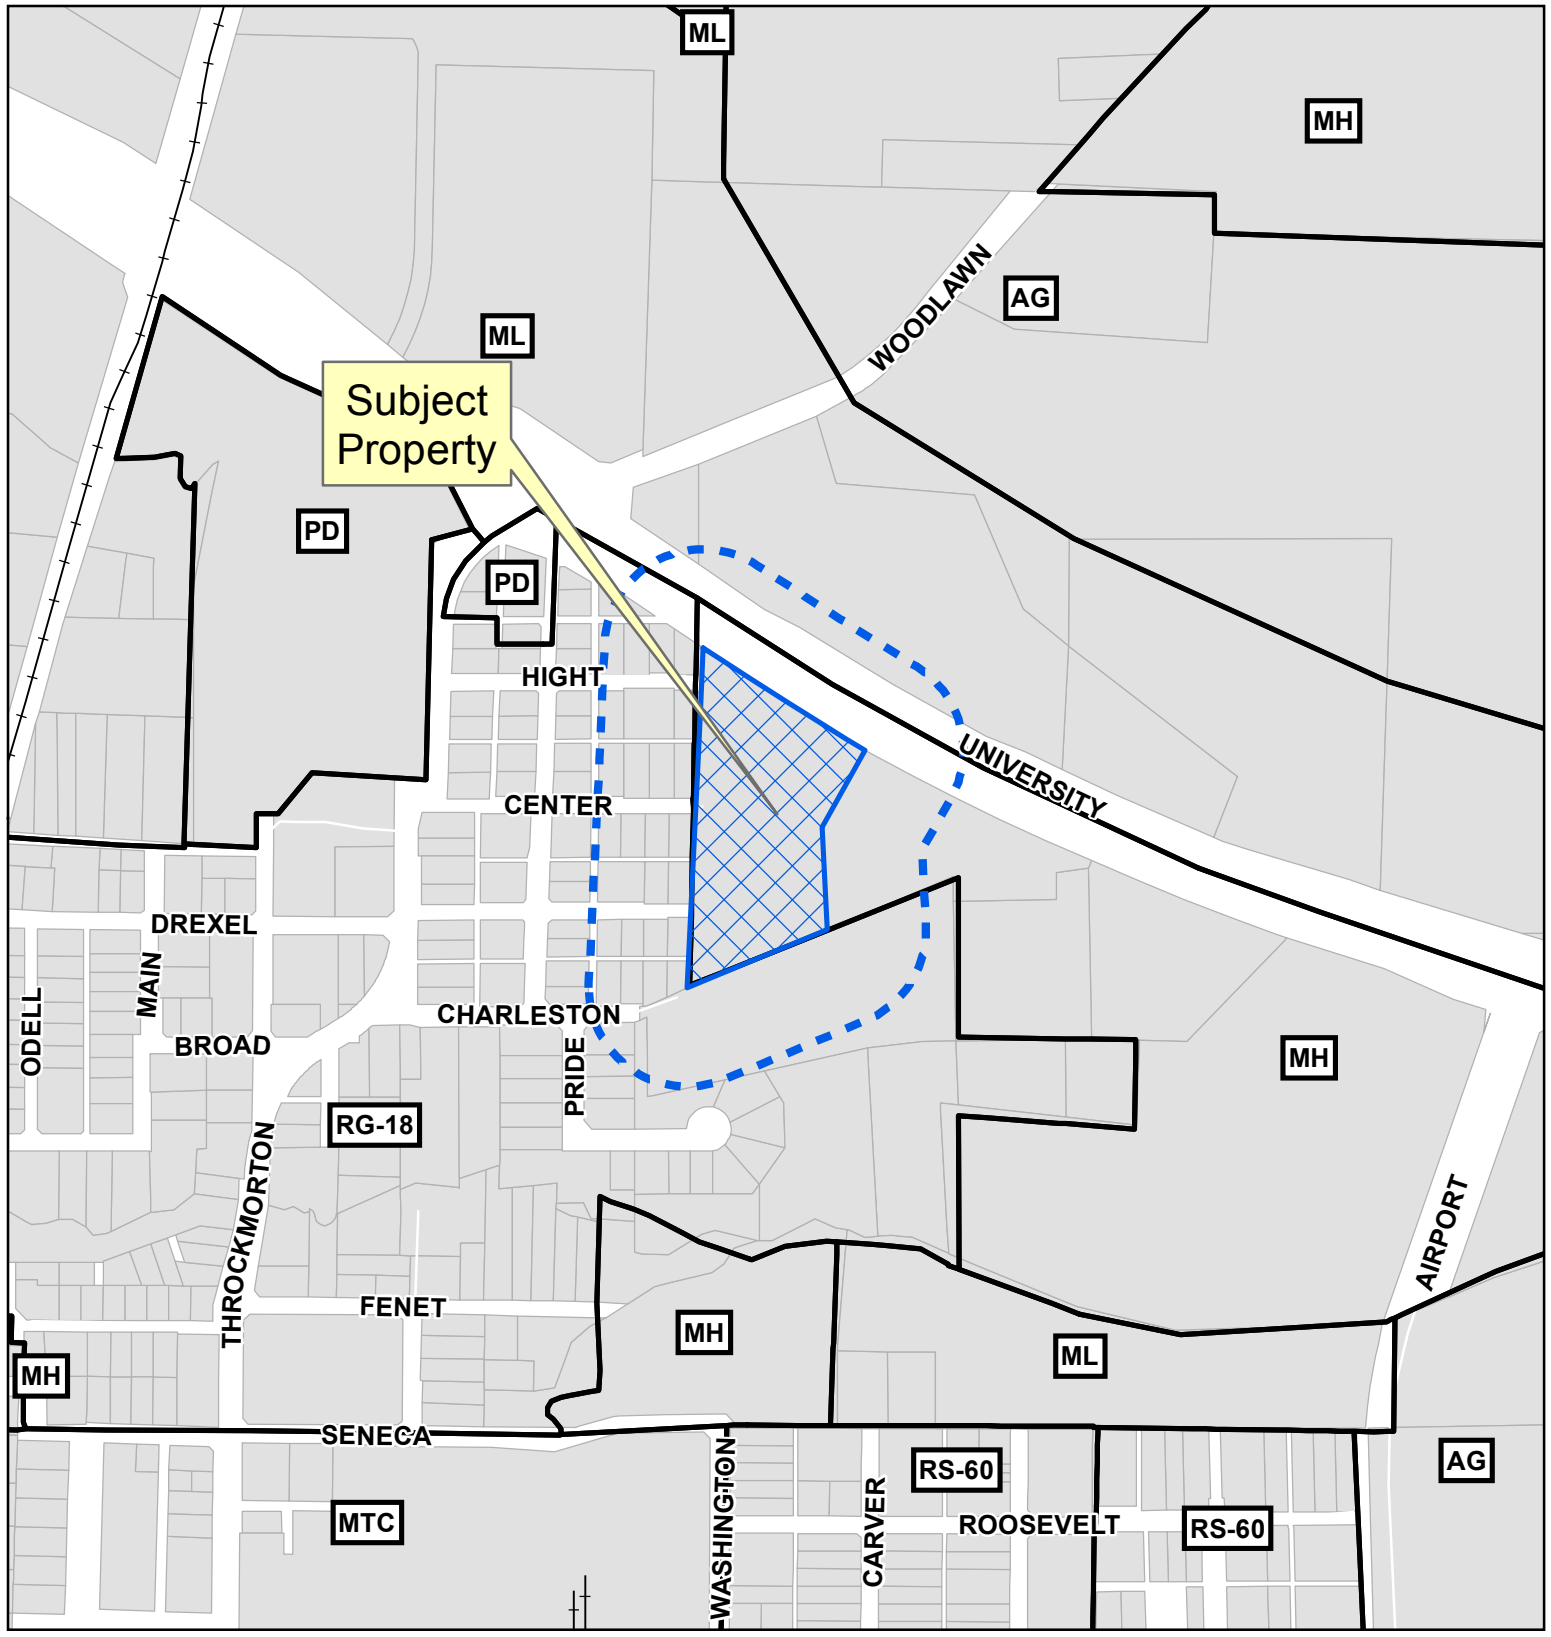 ML
MH
WOODLAWN
AG
ML
Subject
Property
PD
PD
HIGHT
UNIVERSITY
CENTER
DREXEL
MAIN
ODELL
CHARLESTON
BROAD
PRIDE
MH
RG-18
THROCKMORTON
AIRPORT
FENET
MH
ML
MH
SENECA
RS-60
AG
WASHINGTON
CARVER
MTC
ROOSEVELT
RS-60